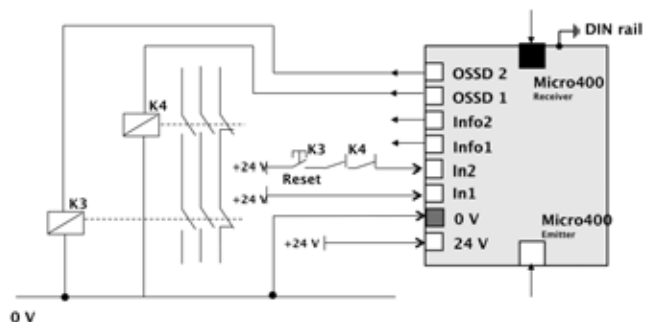 DIN rail
OSSD 2
Micro400
Receiver
OSSD 1
K4
Info2
Info1
K3 K4
+24 V
In2
Reset
In1
+24 V
K3
0 V
Micro400
Emitter
+24 V
24 V
0 V